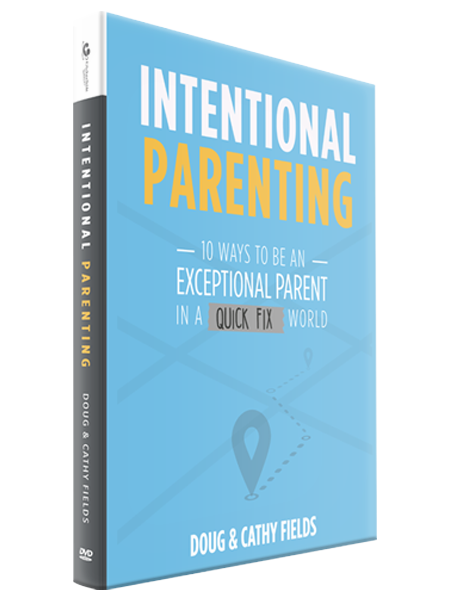 INTENTIONAL
PARENTING
10 WAYS TO BE AN
EXCEPTIONAL PARENT
IN A QUICK FIX WORLD
DOUG & CATHY FIELDS
INTENTIONAL PARENTING
DOUG & CATHY FIELDS
DVD